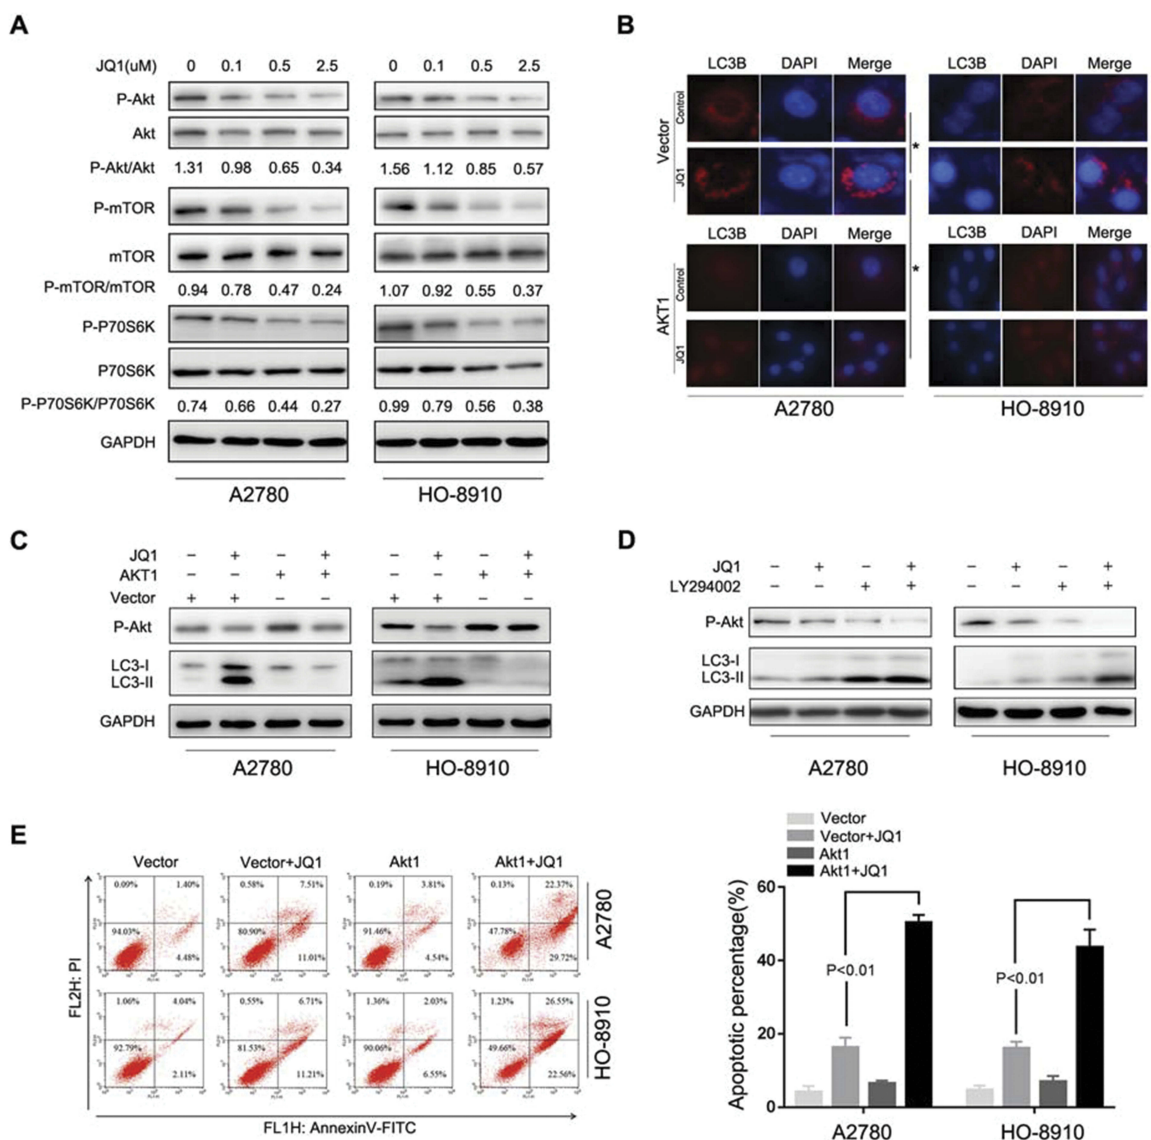 A
JQ1(uM) 0 0.1 0.5 2.5 0 0.1 0.5 2.5
P-Akt
Akt
P-Akt/Akt 1.31 0.98 0.65 0.34 1.56 1.12 0.85 0.57
P-mTOR
mTOR
P-mTOR/mTOR 0.94 0.78 0.47 0.24 1.07 0.92 0.55 0.37
P-P70S6K
P70S6K
P-P70S6K/P70S6K 0.74 0.66 0.44 0.27 0.99 0.79 0.56 0.38
GAPDH
A2780 HO-8910
B
LC3B DAPI Merge LC3B DAPI Merge
Vector
Control
JQ1
*
LC3B DAPI Merge LC3B DAPI Merge
AKT1
Control
JQ1
*
A2780 HO-8910
C
JQ1 − + − + − + − +
AKT1 − − + + − − + +
Vector + + − − + + − −
P-Akt
LC3-I
LC3-II
GAPDH
A2780 HO-8910
D
JQ1 − + − + − + − +
LY294002 − − + + − − + +
P-Akt
LC3-I
LC3-II
GAPDH
A2780 HO-8910
E
Vector Vector+JQ1 Akt1 Akt1+JQ1
0.09% 1.40% 0.58% 7.51% 0.19% 3.81% 0.13% 22.37%
94.03% 80.90% 91.46% 47.78%
4.48% 11.01% 4.54% 29.72%
A2780
1.06% 4.04% 0.55% 6.71% 1.36% 2.03% 1.23% 26.55%
92.79% 81.53% 90.06% 49.66%
2.11% 11.21% 6.55% 22.56%
HO-8910
FL2H: PI
FL1H: AnnexinV-FITC
Vector
Vector+JQ1
Akt1
Akt1+JQ1
Apoptotic percentage(%)
60
40
20
0
P<0.01 P<0.01
A2780 HO-8910